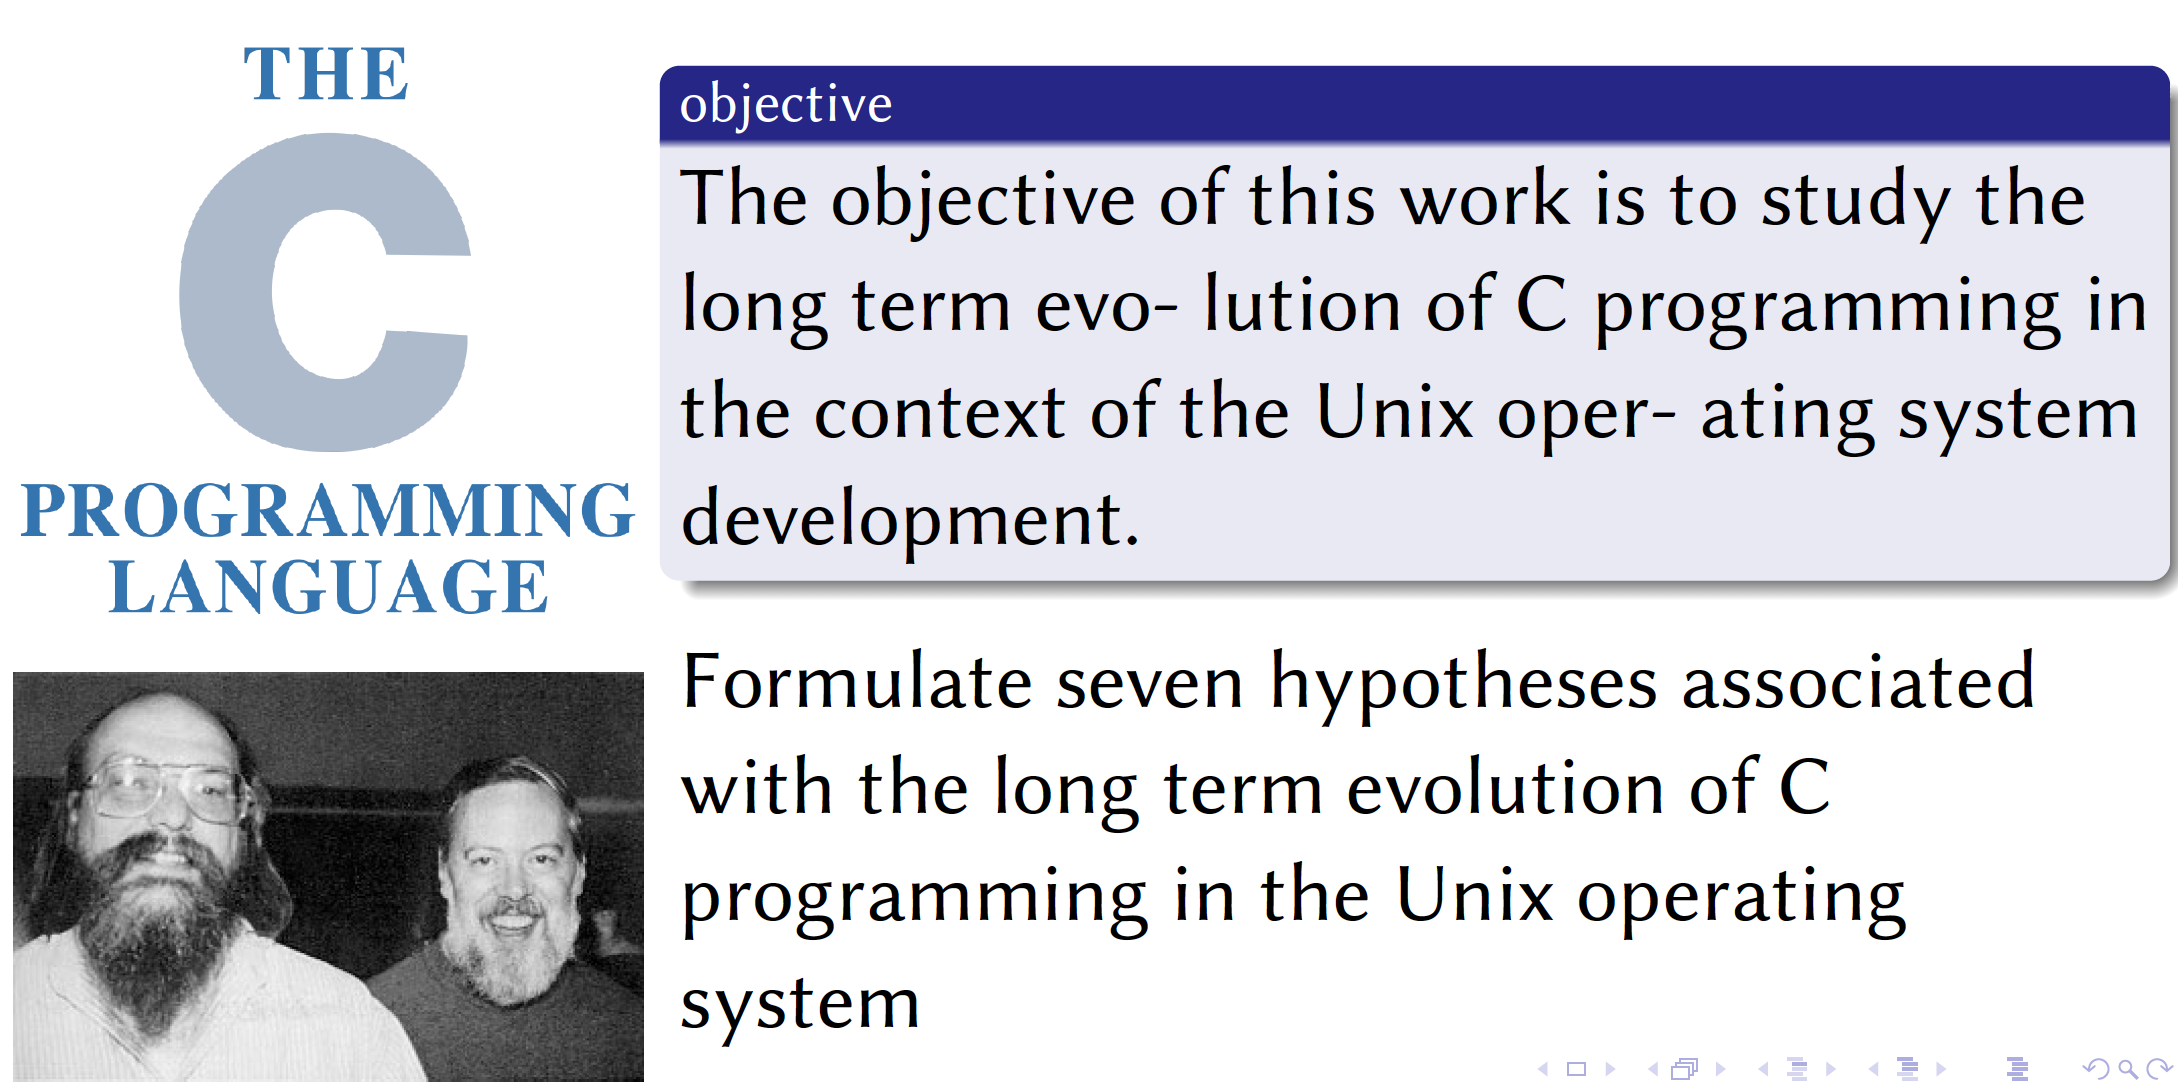 THE
C
PROGRAMMING
LANGUAGE
objective
The objective of this work is to study the
long term evo- lution of C programming in
the context of the Unix oper- ating system
development.
Formulate seven hypotheses associated
with the long term evolution of C
programming in the Unix operating
system